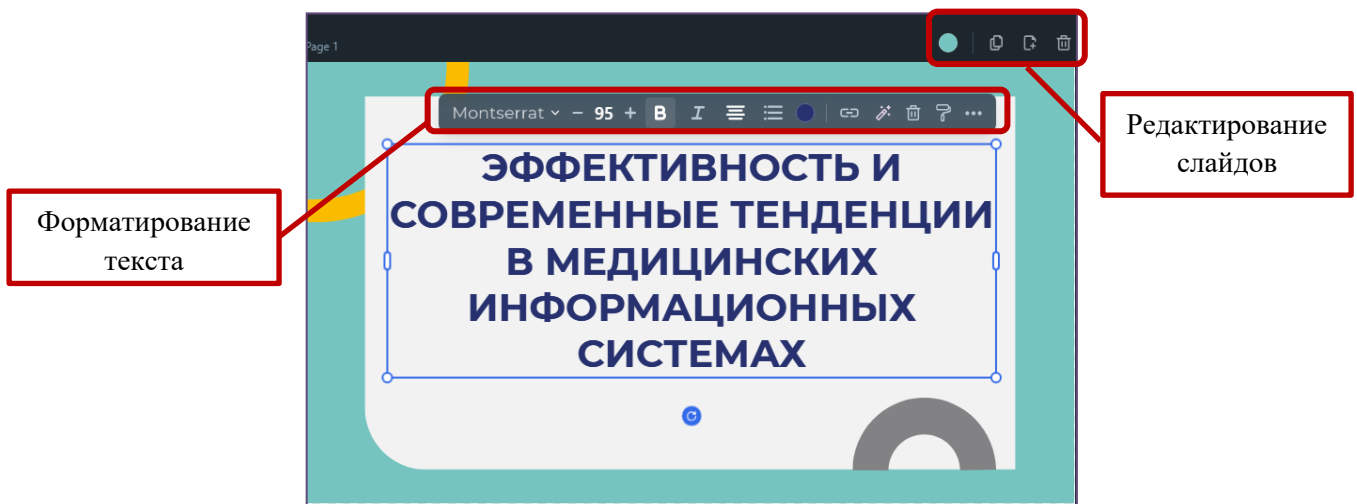 Page 1
Montserrat
95
B
I
Редактирование
слайдов
Форматирование
текста
ЭФФЕКТИВНОСТЬ И
СОВРЕМЕННЫЕ ТЕНДЕНЦИИ
В МЕДИЦИНСКИХ
ИНФОРМАЦИОННЫХ
СИСТЕМАХ